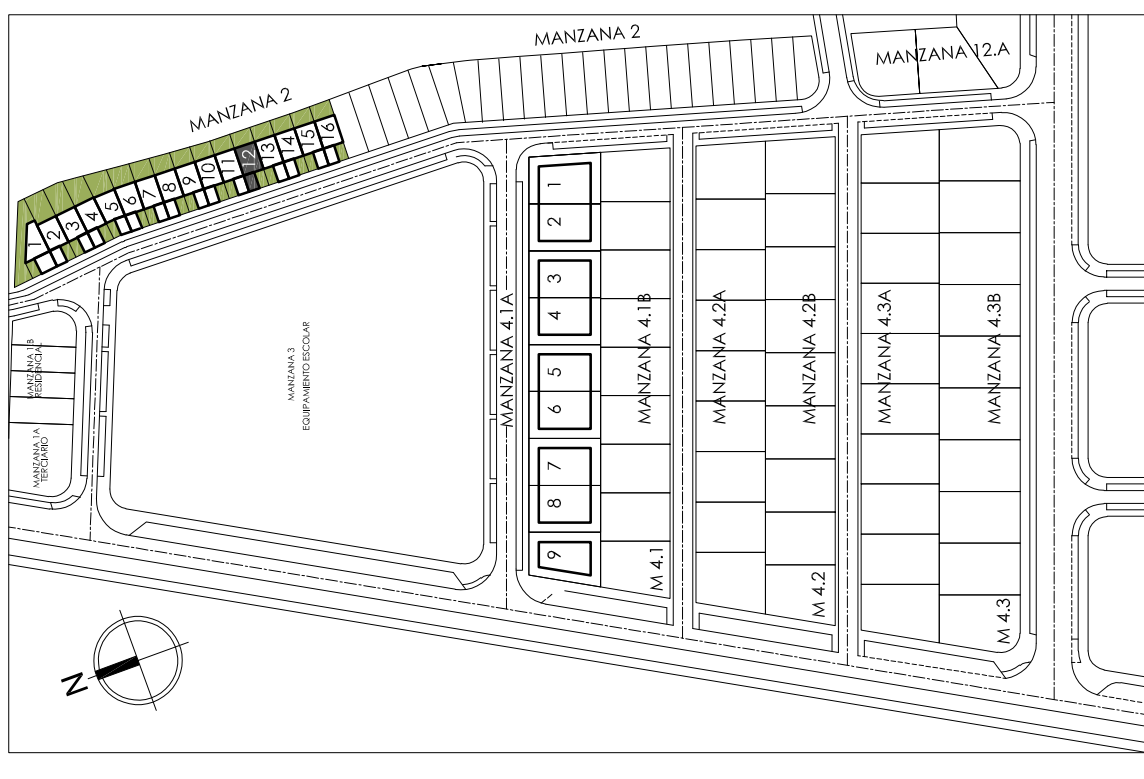 MANZANA 2
MANZANA 12.A
MANZANA 2
1
2
3
4
5
6
7
8
9
10
11
12
13
14
15
16
1
2
3
4
5
6
7
8
9
MANZANA 4.1A
MANZANA 4.1B
MANZANA 4.2A
MANZANA 4.2B
MANZANA 4.3A
MANZANA 4.3B
MANZANA 3
EQUIPAMIENTO ESCOLAR
MANZANA 1.B
RESIDENCIAL
MANZANA 1A
TERCIARIO
M 4.1
M 4.2
M 4.3
N